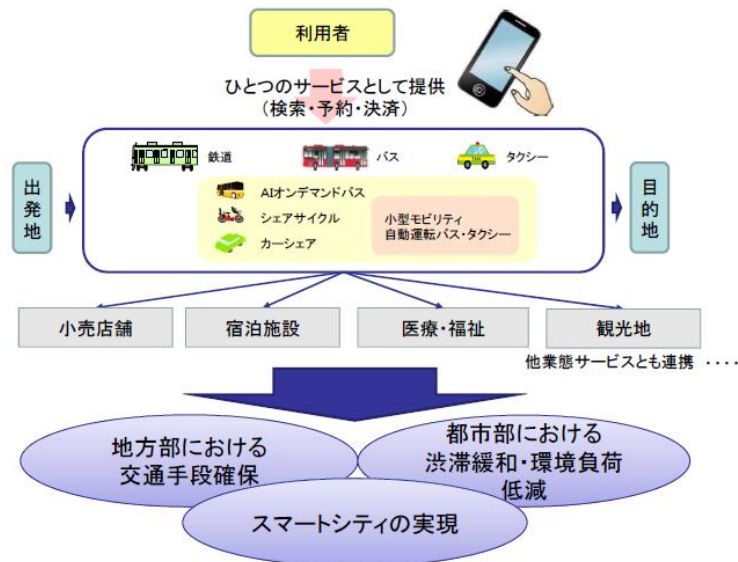 利用者
ひとつのサービスとして提供
(検索・予約・決済)
鉄道
バス
タクシー
出発地
AIオンデマンドバス
シェアサイクル
カーシェア
小型モビリティ
自動運転バス・タクシー
目的地
小売店舗
宿泊施設
医療・福祉
観光地
他業態サービスとも連携 ････
地方部における
交通手段確保
都市部における
渋滞緩和・環境負荷
低減
スマートシティの実現